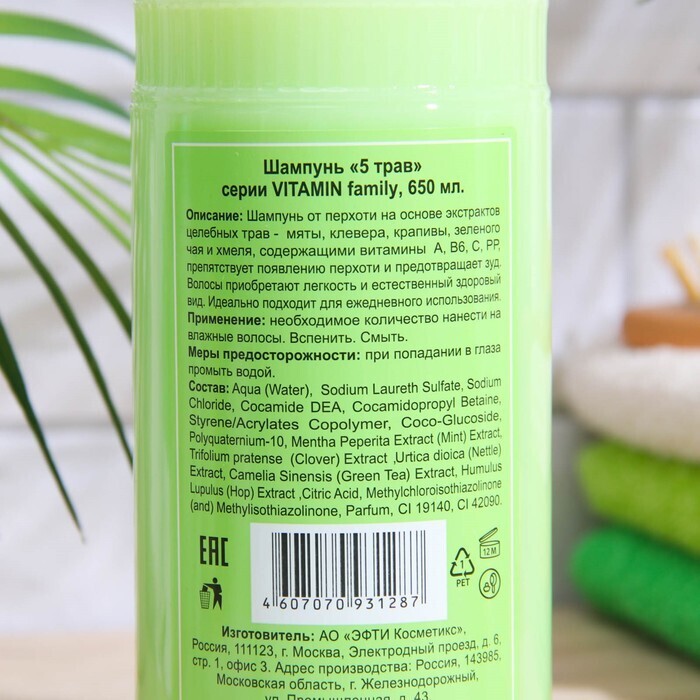 Шампунь «5 трав»
серии VITAMIN family, 650 мл.
Описание: Шампунь от перхоти на основе экстрактов
целебных трав - мяты, клевера, крапивы, зеленого
чая и хмеля, содержащими витамины А, В6, С, РР,
препятствует появлению перхоти и предотвращает зуд.
Волосы приобретают легкость и естественный здоровый
вид. Идеально подходит для ежедневного использования.
Применение: необходимое количество нанести на
влажные волосы. Вспенить. Смыть.
Меры предосторожности: при попадании в глаза
промыть водой.
Состав: Aqua (Water), Sodium Laureth Sulfate, Sodium
Chloride, Cocamide DEA, Cocamidopropyl Betaine,
Styrene/Acrylates Copolymer, Coco-Glucoside,
Polyquaternium-10, Mentha Peperita Extract (Mint) Extract,
Trifolium pratense (Clover) Extract ,Urtica dioica (Nettle)
Extract, Camelia Sinensis (Green Tea) Extract, Humulus
Lupulus (Hop) Extract ,Citric Acid, Methylchloroisothiazolinone
(and) Methylisothiazolinone, Parfum, CI 19140, CI 42090.
EAC
12 M
1
PET
4 607070 931287
Изготовитель: АО «ЭФТИ Косметикс»,
Россия, 111123, г. Москва, Электродный проезд, д. 6,
стр. 1, офис 3. Адрес производства: Россия, 143985,
Московская область, г. Железнодорожный,
ул. Промышленная, д. 43.